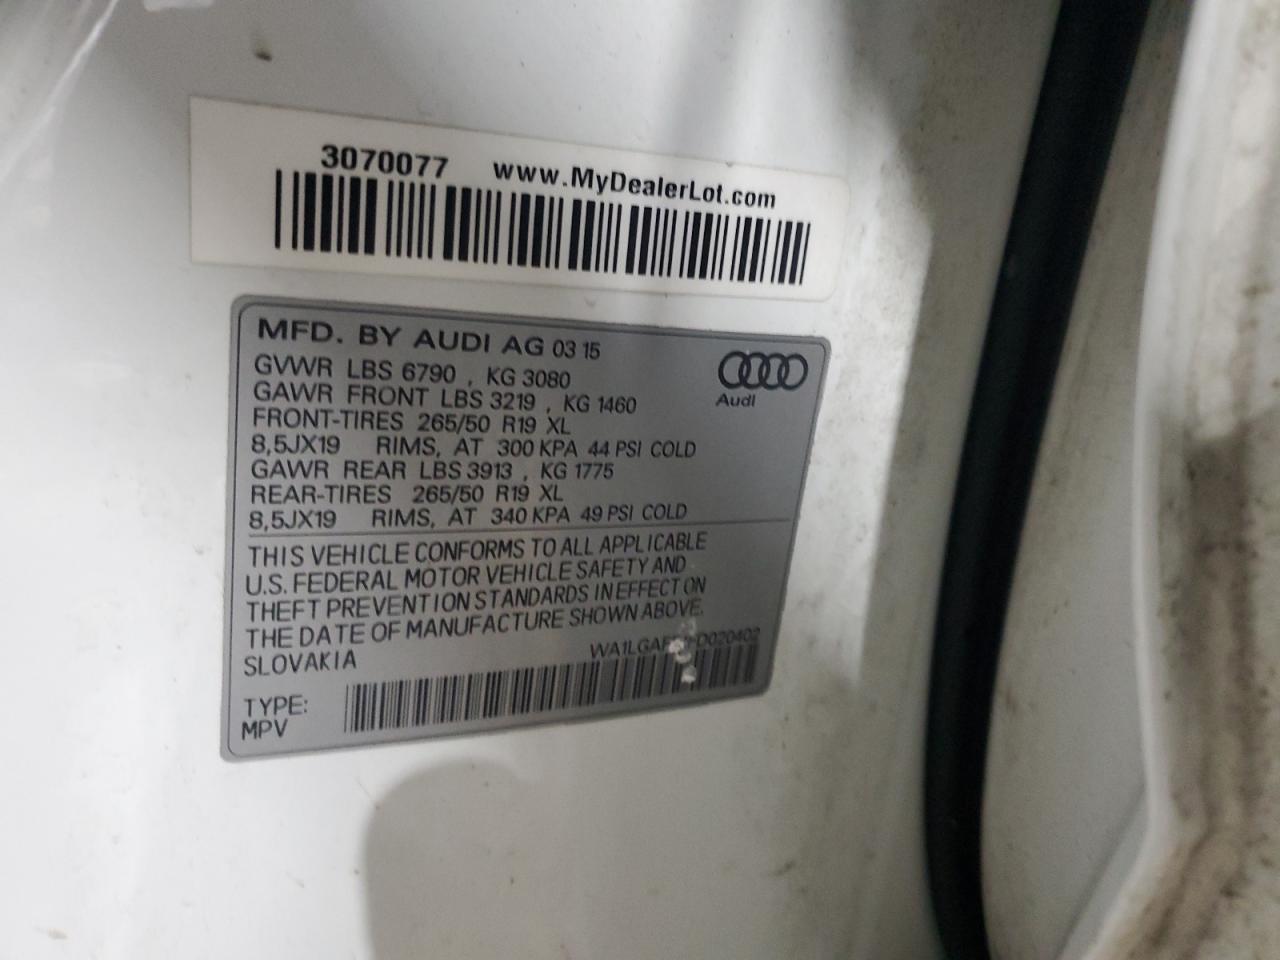 3070077 www.MyDealerLot.com
MFD. BY AUDI AG 03 15
GVWR LBS 6790 , KG 3080
GAWR FRONT LBS 3219 , KG 1460
FRONT-TIRES 265/50 R19 XL
8,5JX19 RIMS, AT 300 KPA 44 PSI COLD
GAWR REAR LBS 3913 , KG 1775
REAR-TIRES 265/50 R19 XL
8,5JX19 RIMS, AT 340 KPA 49 PSI COLD
Audi
THIS VEHICLE CONFORMS TO ALL APPLICABLE
U.S. FEDERAL MOTOR VEHICLE SAFETY AND
THEFT PREVENTION STANDARDS IN EFFECT ON
THE DATE OF MANUFACTURE SHOWN ABOVE.
SLOVAKIA
TYPE:
MPV